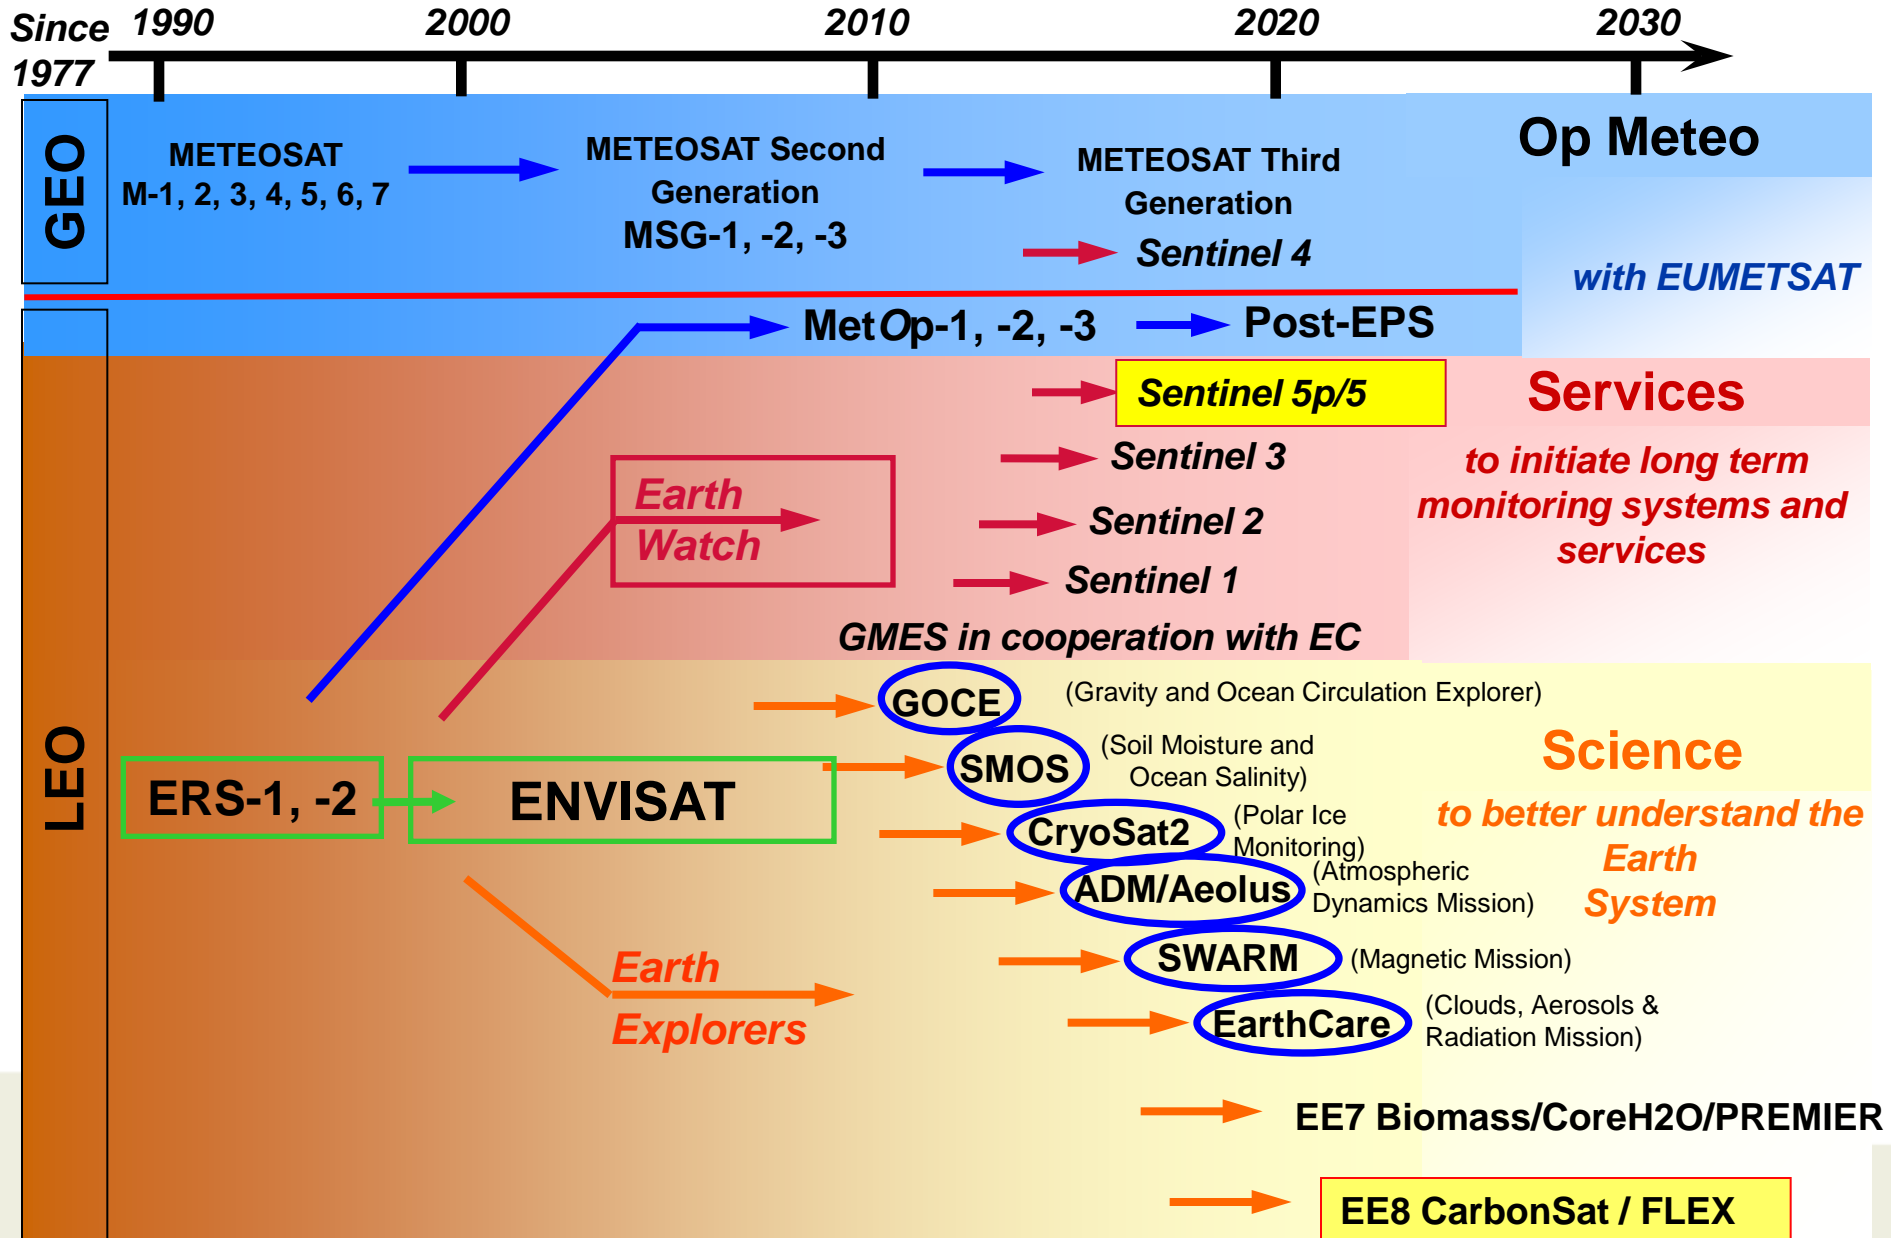 Since
1977
1990
2000
2010
2020
2030
GEO
METEOSAT
M-1, 2, 3, 4, 5, 6, 7
METEOSAT Second
Generation
MSG-1, -2, -3
METEOSAT Third
Generation
Sentinel 4
Op Meteo
with EUMETSAT
MetOp-1, -2, -3
Post-EPS
LEO
Sentinel 5p/5
Sentinel 3
Sentinel 2
Sentinel 1
Earth
Watch
GMES in cooperation with EC
Services
to initiate long term
monitoring systems and
services
ERS-1, -2
ENVISAT
Earth
Explorers
GOCE
(Gravity and Ocean Circulation Explorer)
SMOS
(Soil Moisture and
Ocean Salinity)
CryoSat2
(Polar Ice
Monitoring)
ADM/Aeolus
(Atmospheric
Dynamics Mission)
SWARM
(Magnetic Mission)
EarthCare
(Clouds, Aerosols &
Radiation Mission)
Science
to better understand the
Earth
System
EE7 Biomass/CoreH2O/PREMIER
EE8 CarbonSat / FLEX